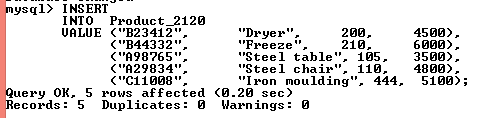 mysql> INSERT
INTO Product_2120
VALUE ("B23412", "Dryer", 200, 4500),
("B44332", "Freeze", 210, 6000),
("A98765", "Steel table", 105, 3500),
("A29834", "Steel chair", 110, 4800),
("C11008", "Iron moulding", 444, 5100);
Query OK, 5 rows affected (0.20 sec)
Records: 5 Duplicates: 0 Warnings: 0